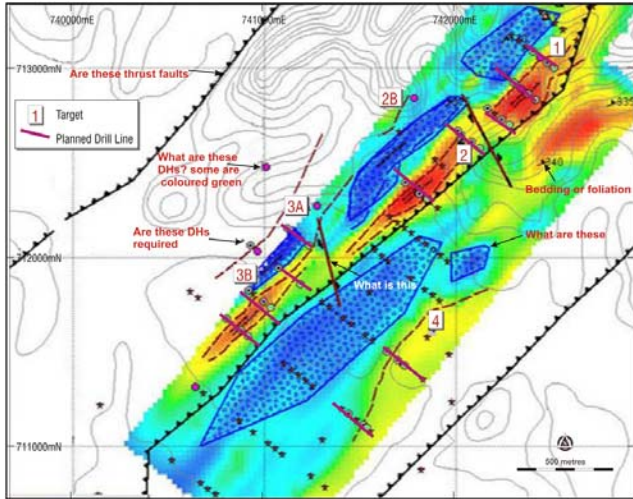 740000mE
741000mE
742000mE
713000mN
Are these thrust faults
1
1 Target
Planned Drill Line
2B
335
What are these
DHs? some are
coloured green
2
340
Bedding or foliation
3A
Are these DHs
required
What are these
712000mN
3B
What is this
4
711000mN
500 metres